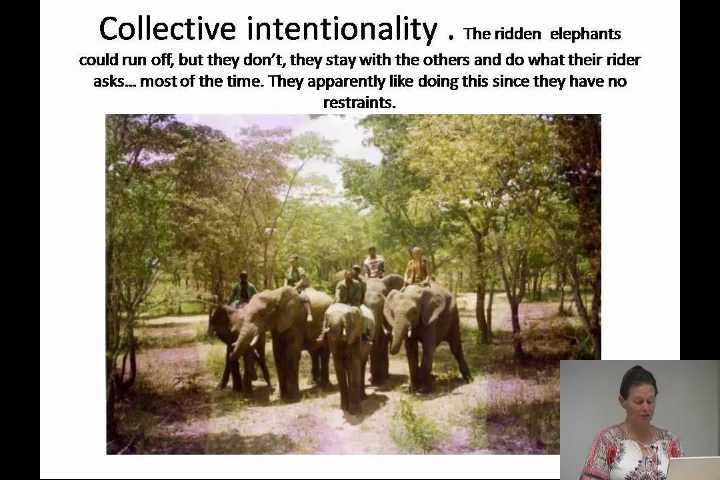 Collective intentionality . The ridden elephants
could run off, but they don't, they stay with the others and do what their rider
asks... most of the time. They apparently like doing this since they have no
restraints.